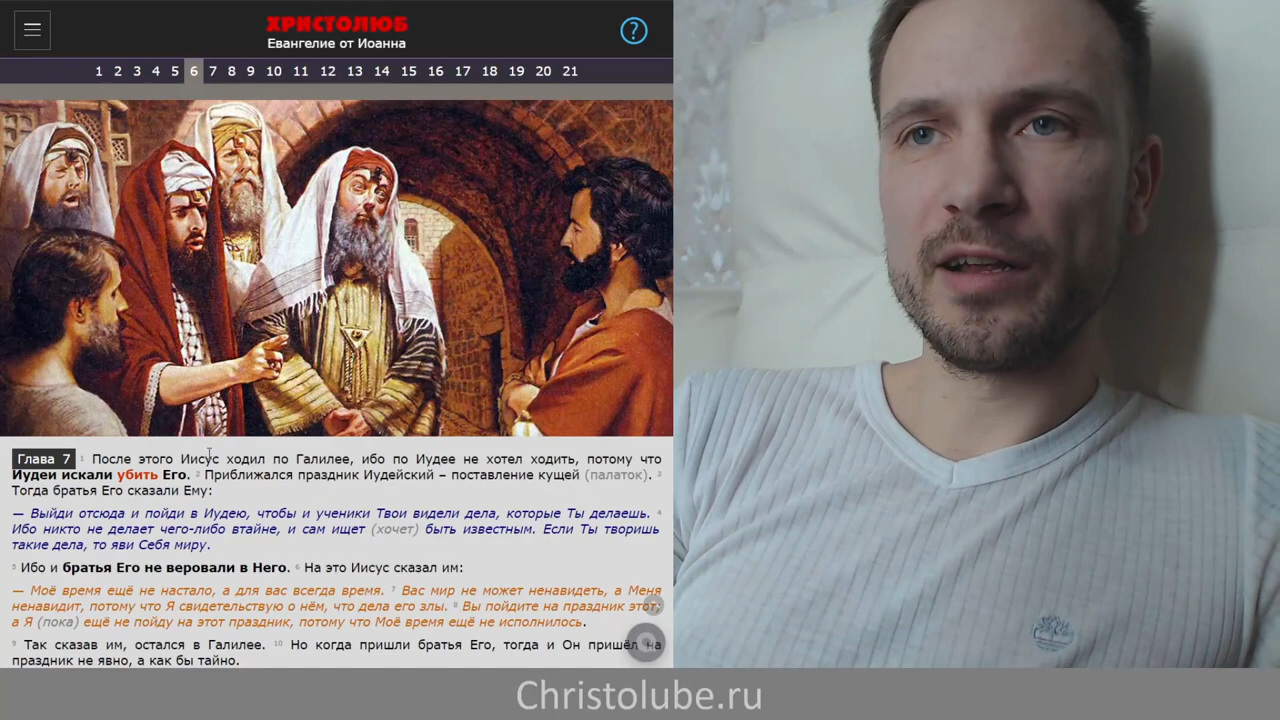 ХРИСТОЛЮБ
Евангелие от Иоанна
?
1 2 3 4 5 6 7 8 9 10 11 12 13 14 15 16 17 18 19 20 21
Глава 7 1 После этого Иисус ходил по Галилее, ибо по Иудее не хотел ходить, потому что
Иудеи искали убить Его. 2 Приближался праздник Иудейский – поставление кущей (палаток). 3
Тогда братья Его сказали Ему:
— Выйди отсюда и пойди в Иудею, чтобы и ученики Твои видели дела, которые Ты делаешь. 4
Ибо никто не делает чего-либо втайне, и сам ищет (хочет) быть известным. Если Ты творишь
такие дела, то яви Себя миру.
5 Ибо и братья Его не веровали в Него. 6 На это Иисус сказал им:
— Моё время ещё не настало, а для вас всегда время. 7 Вас мир не может ненавидеть, а Меня
ненавидит, потому что Я свидетельствую о нём, что дела его злы. 8 Вы пойдите на праздник этот;
а Я (пока) ещё не пойду на этот праздник, потому что Моё время ещё не исполнилось.
9 Так сказав им, остался в Галилее. 10 Но когда пришли братья Его, тогда и Он пришёл на
праздник не явно, а как бы тайно.
Christolube.ru